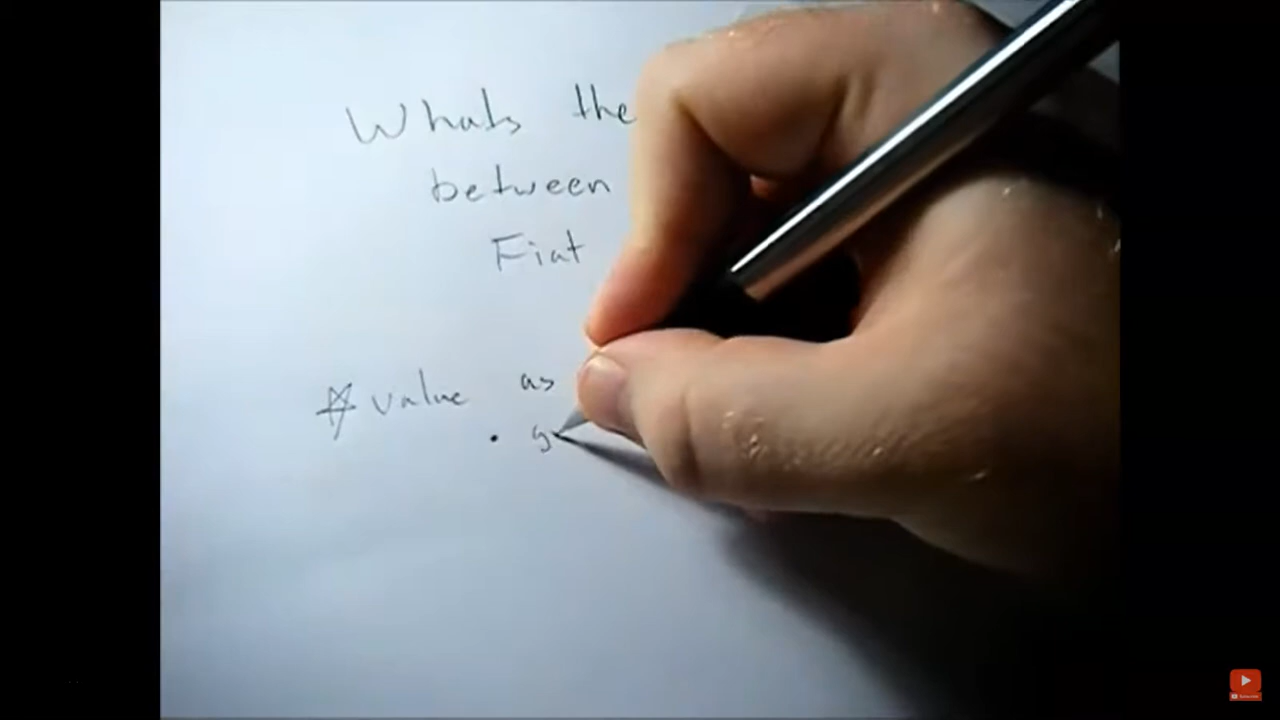 Whats the
between
Fiat
value as